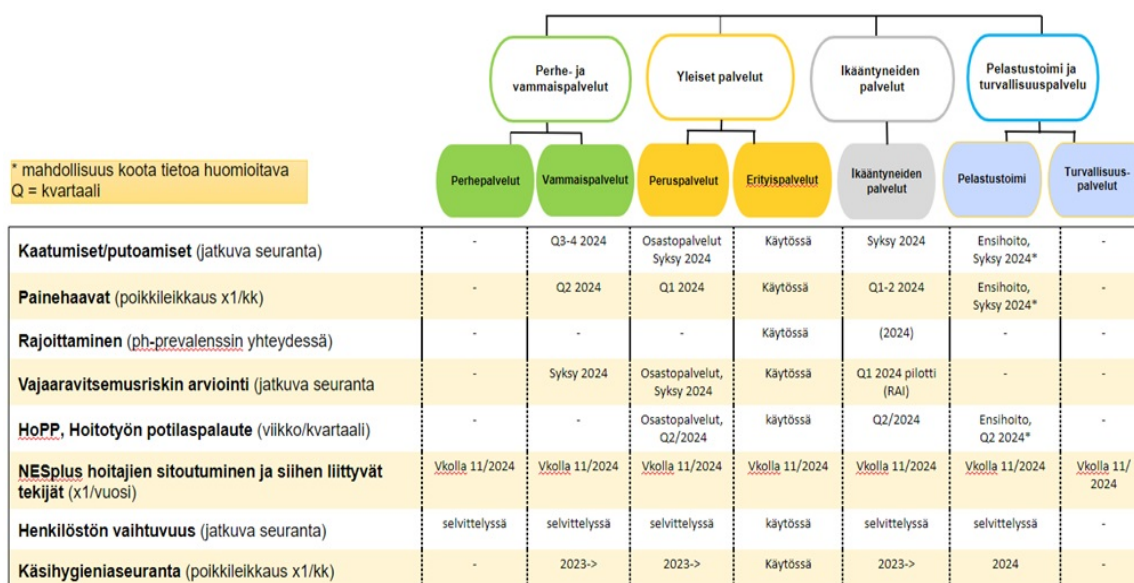 Perhe- ja
vammaispalvelut
Yleiset palvelut
Ikääntyneiden
palvelut
Pelastustoimi ja
turvallisuuspalvelu
* mahdollisuus koota tietoa huomioitava
Q = kvartaali
Perhepalvelut
Vammaispalvelut
Peruspalvelut
Erityispalvelut
Ikääntyneiden
palvelut
Pelastustoimi
Turvallisuus-
palvelut
Kaatumiset/putoamiset (jatkuva seuranta)
-
Q3-4 2024
Osastopalvelut
Syksy 2024
Käytössä
Syksy 2024
Ensihoito,
Syksy 2024*
-
Painehaavat (poikkileikkaus x1/kk)
-
Q2 2024
Q1 2024
Käytössä
Q1-2 2024
Ensihoito,
Syksy 2024*
-
Rajoittaminen (ph-prevalenssin yhteydessä)
-
-
-
Käytössä
(2024)
-
-
Vajaaravitsemusriskin arviointi (jatkuva seuranta
-
Syksy 2024
Osastopalvelut,
Syksy 2024
Käytössä
Q1 2024 pilotti
(RAI)
-
-
HoPP, Hoitotyön potilaspalaute (viikko/kvartaali)
-
-
Osastopalvelut,
Q2/2024
käytössä
Q2/2024
Ensihoito,
Q2 2024*
-
NESplus hoitajien sitoutuminen ja siihen liittyvät
tekijät (x1/vuosi)
Vkolla 11/2024
Vkolla 11/2024
Vkolla 11/2024
Vkolla 11/2024
Vkolla 11/2024
Vkolla 11/2024
Vkolla 11/
2024
Henkilöstön vaihtuvuus (jatkuva seuranta)
selvittelyssä
selvittelyssä
selvittelyssä
käytössä
selvittelyssä
selvittelyssä
-
Käsihygieniaseuranta (poikkileikkaus x1/kk)
-
2023->
2023->
Käytössä
2023->
2024
-